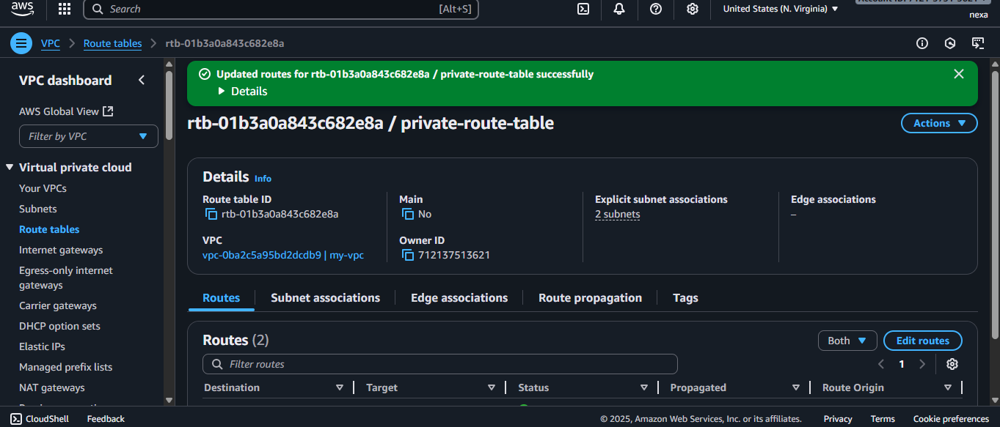 aws
Search
[Alt+S]
United States (N. Virginia)
nexa
VPC
Route tables
rtb-01b3a0a843c682e8a
VPC dashboard
AWS Global View
Filter by VPC
Virtual private cloud
Your VPCs
Subnets
Route tables
Internet gateways
Egress-only internet
gateways
Carrier gateways
DHCP option sets
Elastic IPs
Managed prefix lists
NAT gateways
Updated routes for rtb-01b3a0a843c682e8a / private-route-table successfully
Details
rtb-01b3a0a843c682e8a / private-route-table
Actions
Details Info
Route table ID
rtb-01b3a0a843c682e8a
Main
No
Explicit subnet associations
2 subnets
Edge associations
–
VPC
vpc-0ba2c5a95bd2dcdb9 | my-vpc
Owner ID
712137513621
Routes
Subnet associations
Edge associations
Route propagation
Tags
Routes (2)
Both
Edit routes
Filter routes
1
Destination
Target
Status
Propagated
Route Origin
CloudShell
Feedback
© 2025, Amazon Web Services, Inc. or its affiliates.
Privacy
Terms
Cookie preferences